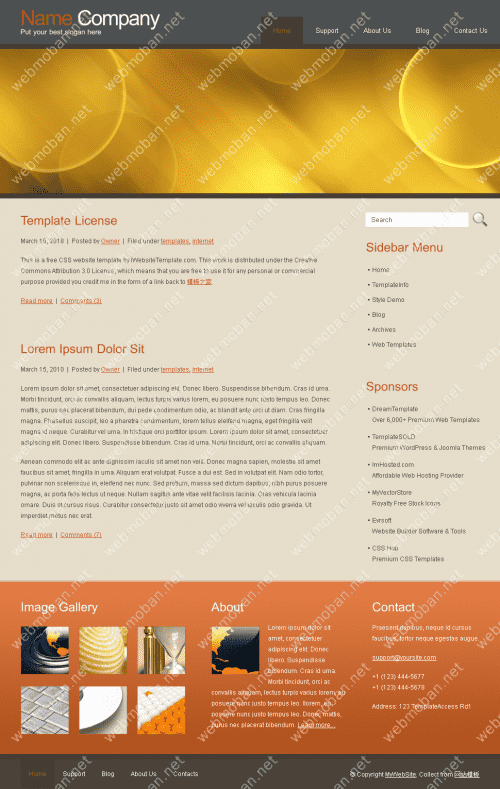 Name.Company
Put your best slogan here
Home Support About Us Blog Contact Us
Template License
March 15, 2010 | Posted by Owner | Filed under templates, internet
This is a free CSS website template by iWebsiteTemplate.com. This work is distributed under the Creative
Commons Attribution 3.0 License, which means that you are free to use it for any personal or commercial
purpose provided you credit me in the form of a link back to 模板之家
Read more | Comments (3)
Lorem Ipsum Dolor Sit
March 15, 2010 | Posted by Owner | Filed under templates, internet
Lorem ipsum dolor sit amet, consectetuer adipiscing elit. Donec libero. Suspendisse bibendum. Cras id urna.
Morbi tincidunt, orci ac convallis aliquam, lectus turpis varius lorem, eu posuere nunc justo tempus leo. Donec
mattis, purus nec placerat bibendum, dui pede condimentum odio, ac blandit ante orci ut diam. Cras fringilla
magna. Phasellus suscipit, leo a pharetra condimentum, lorem tellus eleifend magna, eget fringilla velit
magna id neque. Curabitur vel urna. In tristique orci porttitor ipsum. Lorem ipsum dolor sit amet, consectetuer
adipiscing elit. Donec libero. Suspendisse bibendum. Cras id urna. Morbi tincidunt, orci ac convallis aliquam.
Aenean commodo elit ac ante dignissim iaculis sit amet non velit. Donec magna sapien, molestie sit amet
faucibus sit amet, fringilla in urna. Aliquam erat volutpat. Fusce a dui est. Sed in volutpat elit. Nam odio tortor,
pulvinar non scelerisque in, eleifend nec nunc. Sed pretium, massa sed dictum dapibus, nibh purus posuere
magna, ac porta felis lectus ut neque. Nullam sagittis ante vitae velit facilisis lacinia. Cras vehicula lacinia
ornare. Duis et cursus risus. Curabitur consectetur justo sit amet odio viverra vel iaculis odio gravida. Ut
imperdiet metus nec erat.
Read more | Comments (7)
Search
Sidebar Menu
Home
TemplateInfo
Style Demo
Blog
Archives
Web Templates
Sponsors
DreamTemplate
Over 6,000+ Premium Web Templates
TemplateSOLD
Premium WordPress & Joomla Themes
ImHosted.com
Affordable Web Hosting Provider
MyVectorStore
Royalty Free Stock Icons
Evrsoft
Website Builder Software & Tools
CSS Hub
Premium CSS Templates
Image Gallery
About
Lorem ipsum dolor sit
amet, consectetuer
adipiscing elit. Donec
libero. Suspendisse
bibendum. Cras id urna.
Morbi tincidunt, orci ac
convallis aliquam, lectus turpis varius lorem, eu
posuere nunc justo tempus leo. llorem, eu
posuere nunc justo tempus leo. Donec mattis,
purus nec placerat bibendum. Learn more...
Contact
Praesent dapibus, neque id cursus
faucibus, tortor neque egestas augue.
support@yoursite.com
+1 (123) 444-5677
+1 (123) 444-5678
Address: 123 TemplateAccess Rd1
Home Support Blog About Us Contacts
© Copyright MyWebSite. Collect from 网站模板
webmoban.net